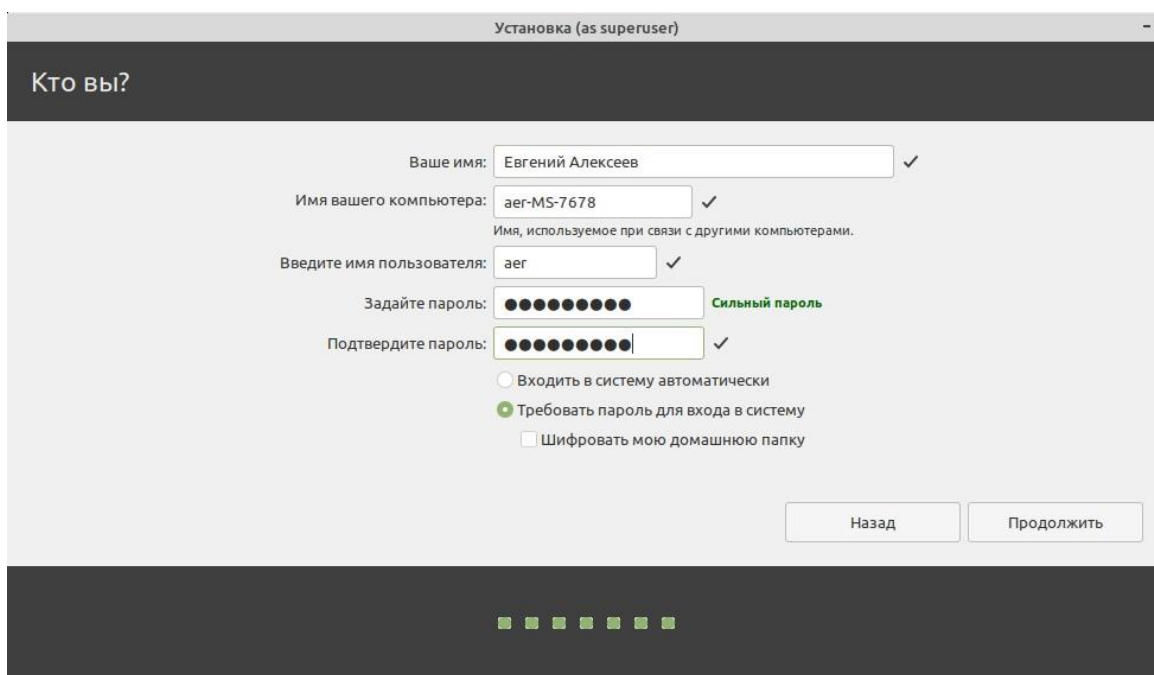 Установка (as superuser)
Кто вы?
Ваше имя: Евгений Алексеев
Имя вашего компьютера: aer-MS-7678
Имя, используемое при связи с другими компьютерами.
Введите имя пользователя: aer
Задайте пароль: ●●●●●●●●● Сильный пароль
Подтвердите пароль: ●●●●●●●●●
Входить в систему автоматически
Требовать пароль для входа в систему
Шифровать мою домашнюю папку
Назад Продолжить